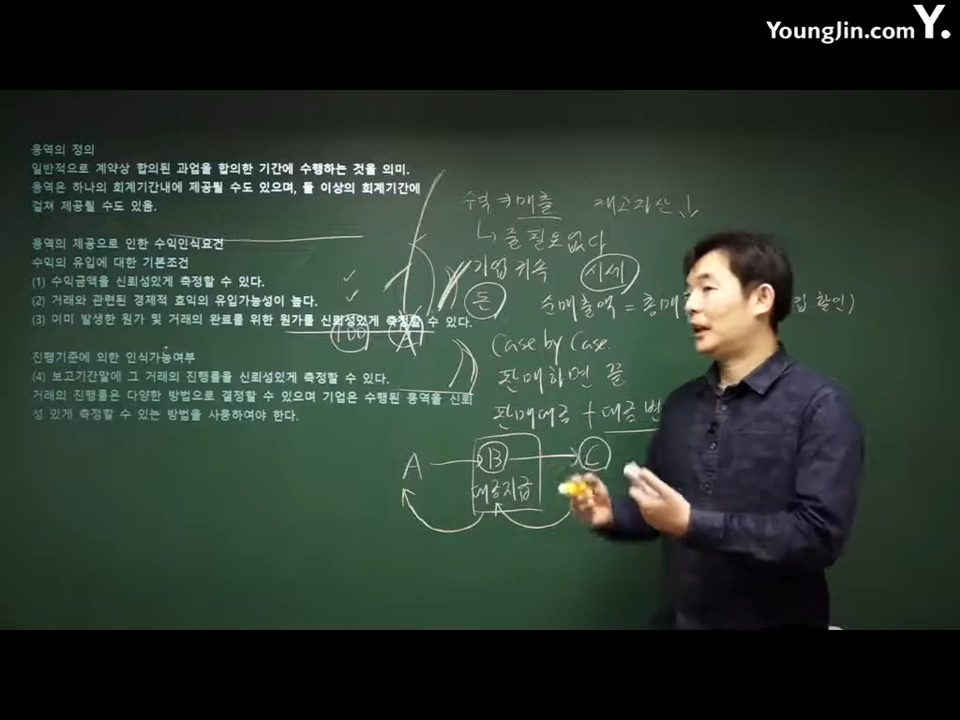 YoungJin.com Y.
용역의 정의
일반적으로 계약상 합의된 과업을 합의한 기간에 수행하는 것을 의미.
용역은 하나의 회계기간내에 제공될 수도 있으며, 둘 이상의 회계기간에
걸쳐 제공될 수도 있음.
용역의 제공으로 인한 수익인식요건
수익의 유입에 대한 기본조건
(1) 수익금액을 신뢰성있게 측정할 수 있다.
(2) 거래와 관련된 경제적 효익의 유입가능성이 높다.
(3) 이미 발생한 원가 및 거래의 완료를 위한 원가를 신뢰성있게 측정할 수 있다.
진행기준에 의한 인식가능여부
(4) 보고기간말에 그 거래의 진행률을 신뢰성있게 측정할 수 있다.
거래의 진행률은 다양한 방법으로 결정할 수 있으며 기업은 수행된 용역을 신뢰
성 있게 측정할 수 있는 방법을 사용하여야 한다.
100 A
수익 매출 재고자산
줄 필요없다
기업 시세
돈 순매출액 = 총매 할인)
Case by Case.
판매하면 끝
판매대금 + 대금
A B C
대금지급